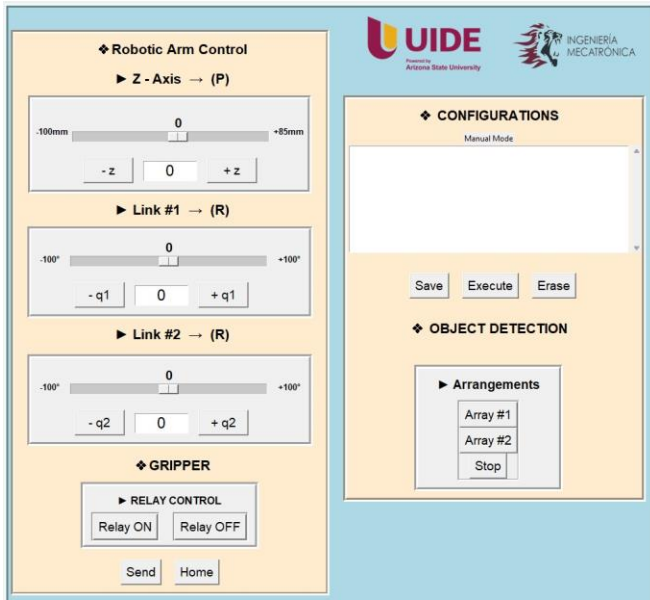 ❖Robotic Arm Control
► Z - Axis → (P)
0
-100mm
+85mm
- z
0
+ z
► Link #1 → (R)
0
-100°
+100°
- q1
0
+ q1
► Link #2 → (R)
0
-100°
+100°
- q2
0
+ q2
❖GRIPPER
► RELAY CONTROL
Relay ON
Relay OFF
Send
Home
UIDE
Powered by
Arizona State University
INGENIERÍA
MECATRÓNICA
❖ CONFIGURATIONS
Manual Mode
Save
Execute
Erase
❖ OBJECT DETECTION
► Arrangements
Array #1
Array #2
Stop